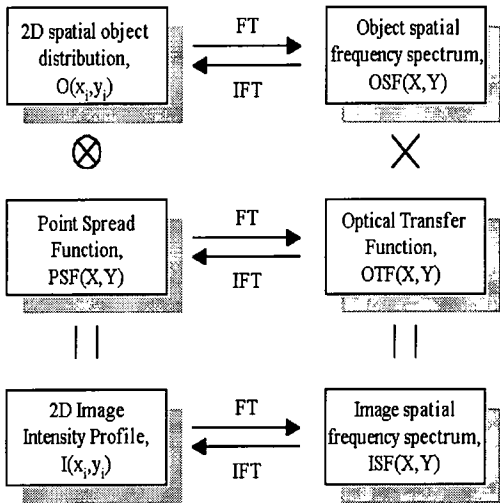 2D spatial object
distribution,
O(xᵢ,yᵢ)
FT
IFT
Object spatial
frequency spectrum,
OSF(X,Y)
⊗
×
Point Spread
Function,
PSF(X,Y)
FT
IFT
Optical Transfer
Function,
OTF(X,Y)
||
||
2D Image
Intensity Profile,
I(xᵢ,yᵢ)
FT
IFT
Image spatial
frequency spectrum,
ISF(X,Y)